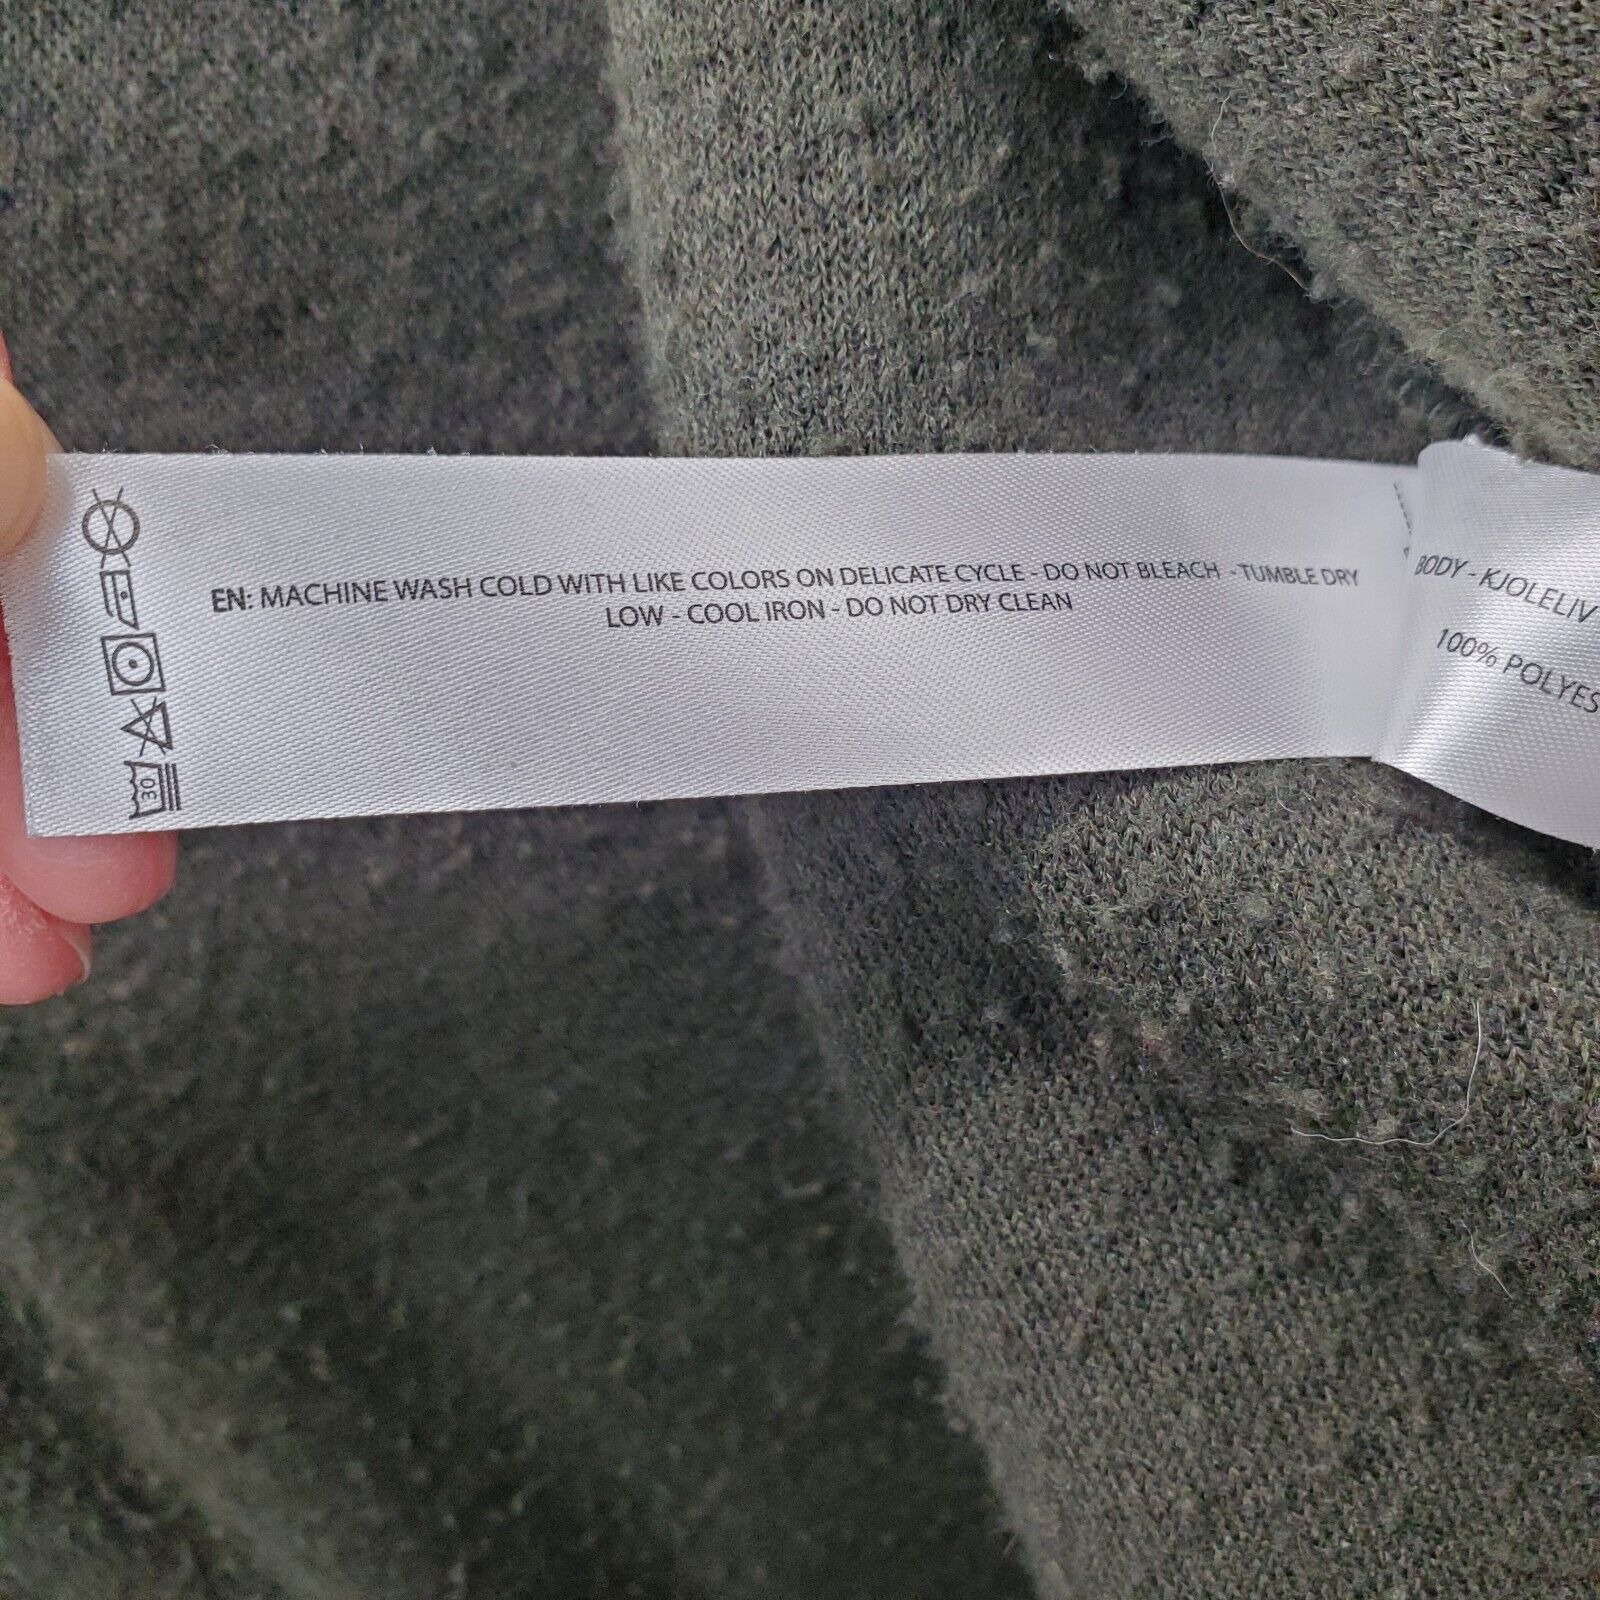 EN: MACHINE WASH COLD WITH LIKE COLORS ON DELICATE CYCLE - DO NOT BLEACH - TUMBLE DRY
LOW - COOL IRON - DO NOT DRY CLEAN
30
BODY - KJOLELIV
100% POLYES